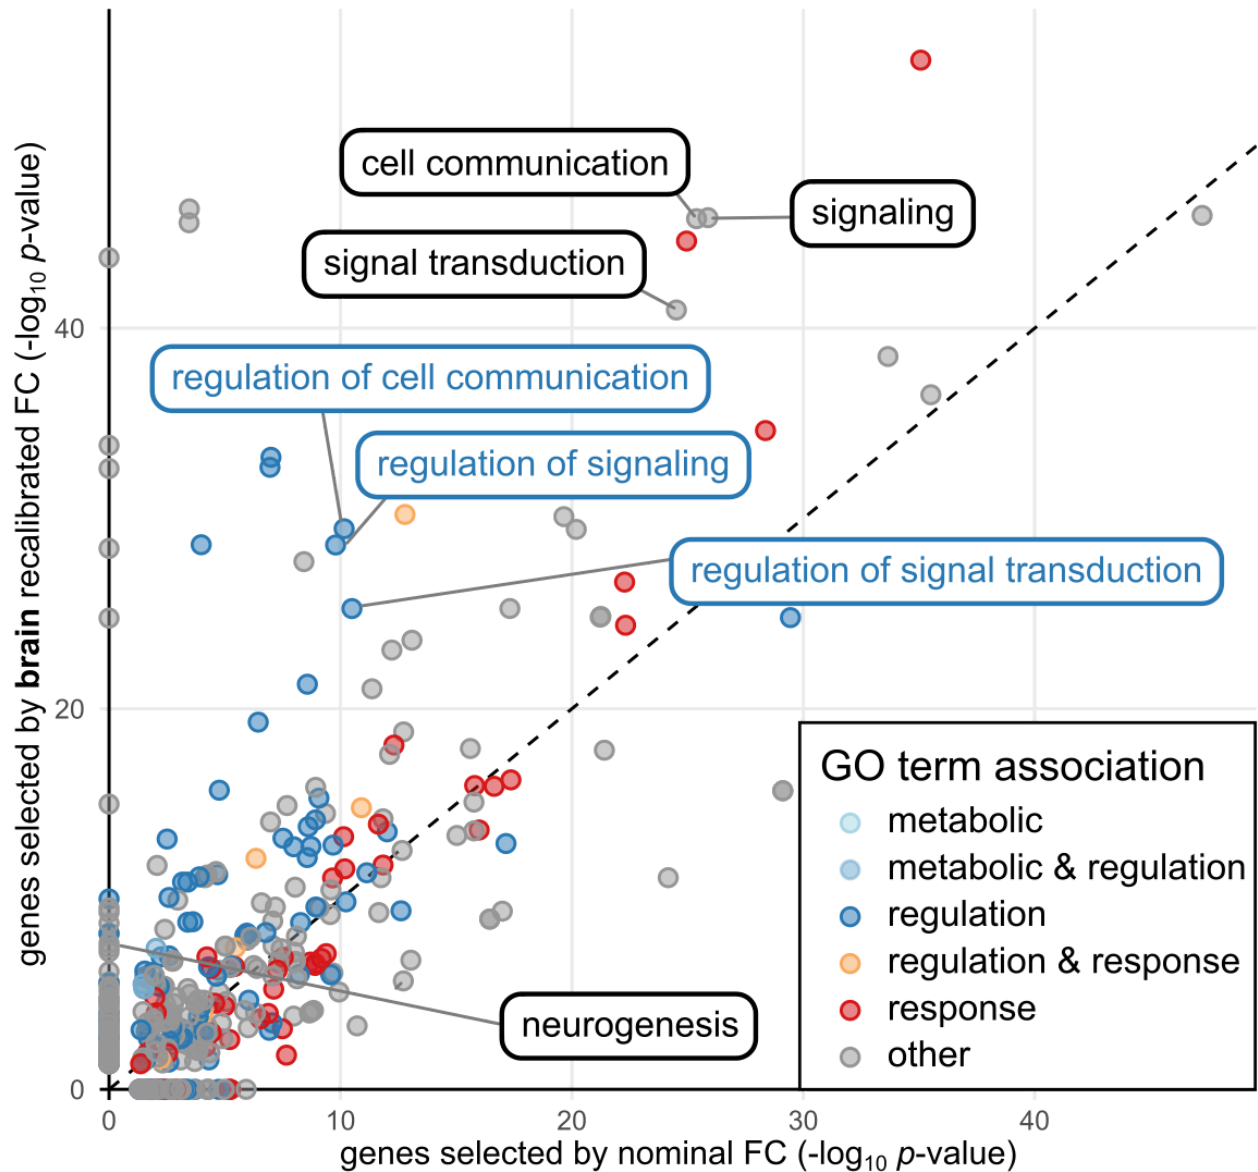 genes selected by brain recalibrated FC (-log10 p-value)
cell communication
signaling
signal transduction
40
regulation of cell communication
regulation of signaling
regulation of signal transduction
20
GO term association
metabolic
metabolic & regulation
regulation
regulation & response
response
other
neurogenesis
0
0 10 20 30 40
genes selected by nominal FC (-log10 p-value)